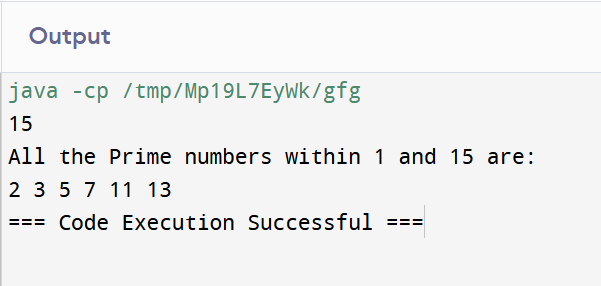 Output
java -cp /tmp/Mp19L7EyWk/gfg
15
All the Prime numbers within 1 and 15 are:
2 3 5 7 11 13
=== Code Execution Successful ===